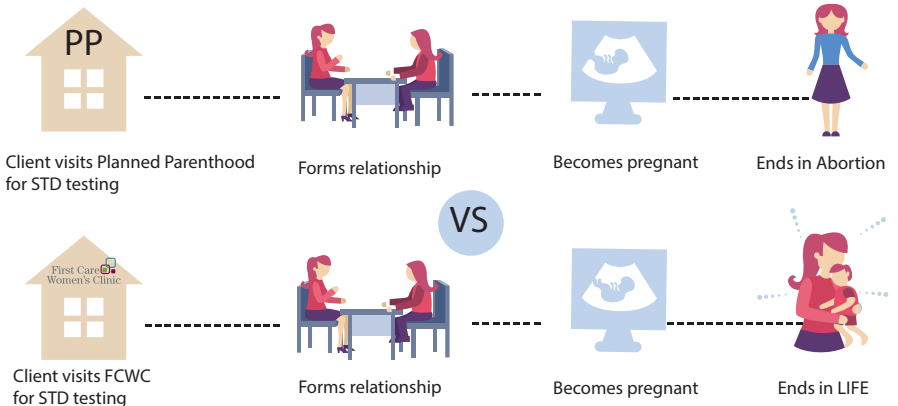 PP
Client visits Planned Parenthood
for STD testing
Forms relationship
Becomes pregnant
Ends in Abortion
VS
First Care
Women's Clinic
Client visits FCWC
for STD testing
Forms relationship
Becomes pregnant
Ends in LIFE